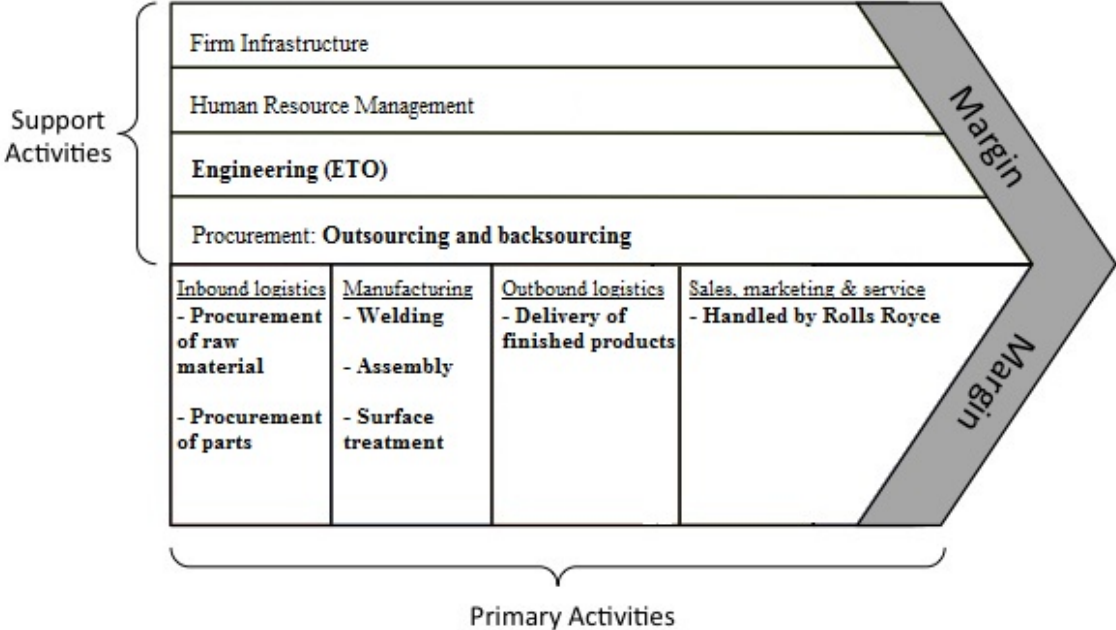 Support
Activities
Firm Infrastructure
Human Resource Management
Engineering (ETO)
Procurement: Outsourcing and backsourcing
Margin
Inbound logistics
- Procurement
of raw
material
- Procurement
of parts
Manufacturing
- Welding
- Assembly
- Surface
treatment
Outbound logistics
- Delivery of
finished products
Sales, marketing & service
- Handled by Rolls Royce
Margin
Primary Activities